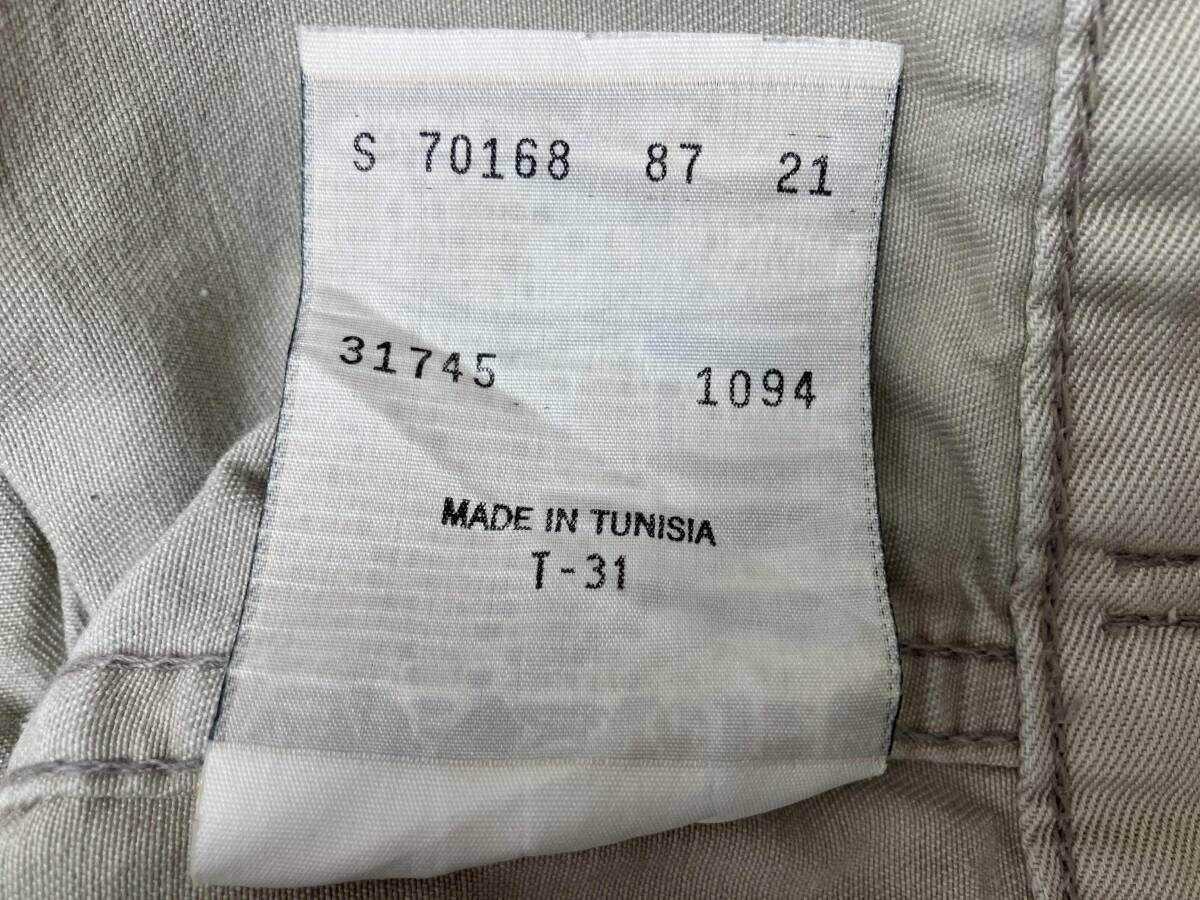 S 70168 87 21
31745 1094
MADE IN TUNISIA
T-31